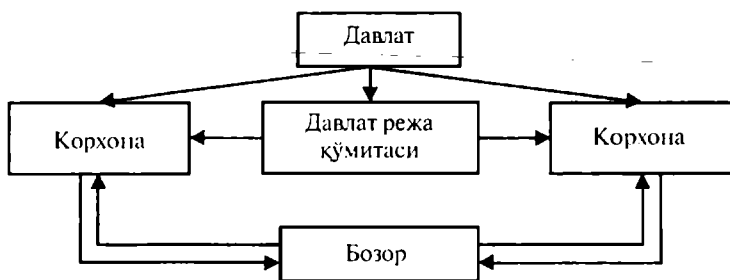 Давлат
Корхона
Давлат режа
қўмитаси
Корхона
Бозор